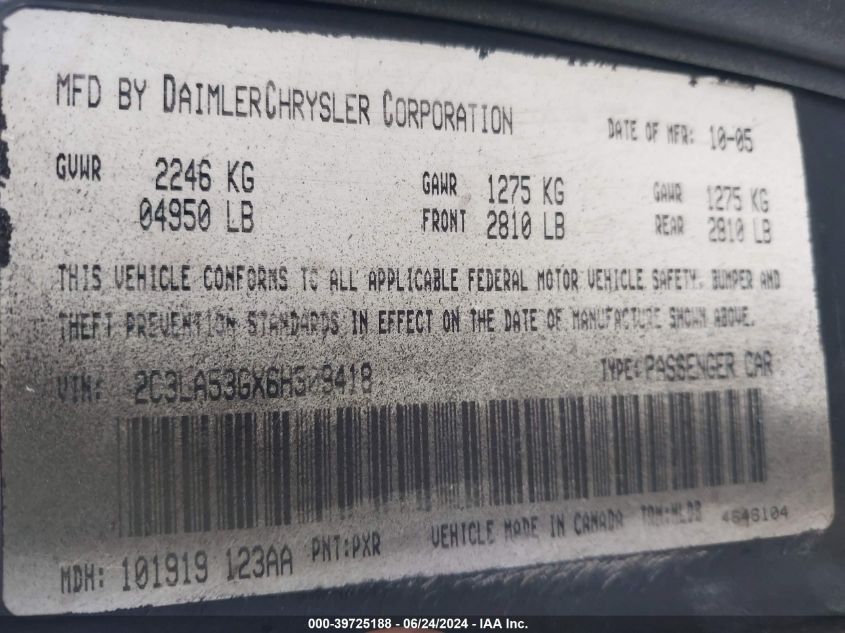 MFD BY DAIMLERCHRYSLER CORPORATION
DATE OF MFR: 10-05
GVWR 2246 KG
04950 LB
GAWR 1275 KG
FRONT 2810 LB
GAWR 1275 KG
REAR 2810 LB
THIS VEHICLE CONFORMS TO ALL APPLICABLE FEDERAL MOTOR VEHICLE SAFETY, BUMPER AND
THEFT PREVENTION STANDARDS IN EFFECT ON THE DATE OF MANUFACTURE SHOWN ABOVE.
VIN: 2C3LA53GX6H309418
TYPE: PASSENGER CAR
MDH: 101919 123AA PNT:PXR VEHICLE MADE IN CANADA 4646104
000-39725188 - 06/24/2024 - IAA Inc.